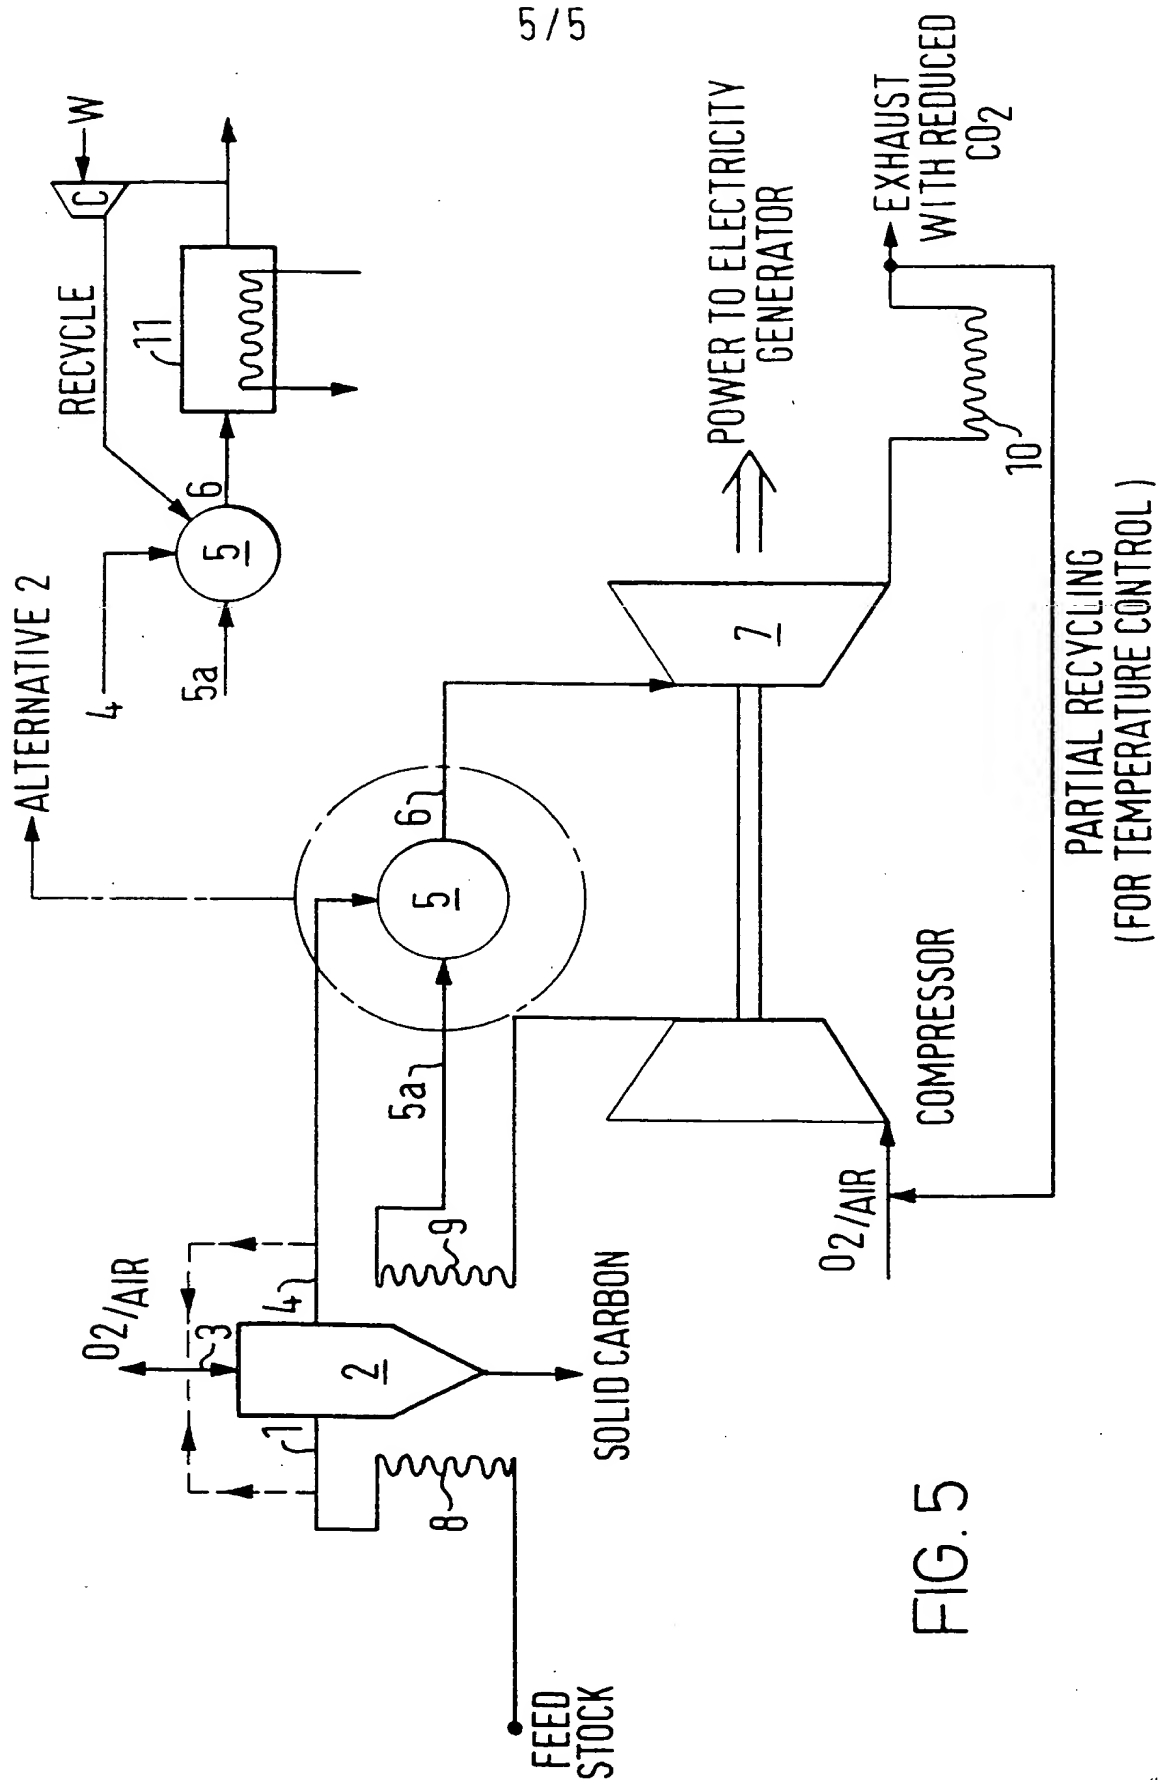 5/5
ALTERNATIVE 2
RECYCLE
C
W
11
6
5
4
5a
O2/AIR
3
1
4
2
8
9
SOLID CARBON
FEED
STOCK
5a
5
6
7
POWER TO ELECTRICITY
GENERATOR
O2/AIR
COMPRESSOR
10
EXHAUST
WITH REDUCED
CO2
PARTIAL RECYCLING
(FOR TEMPERATURE CONTROL)
FIG. 5